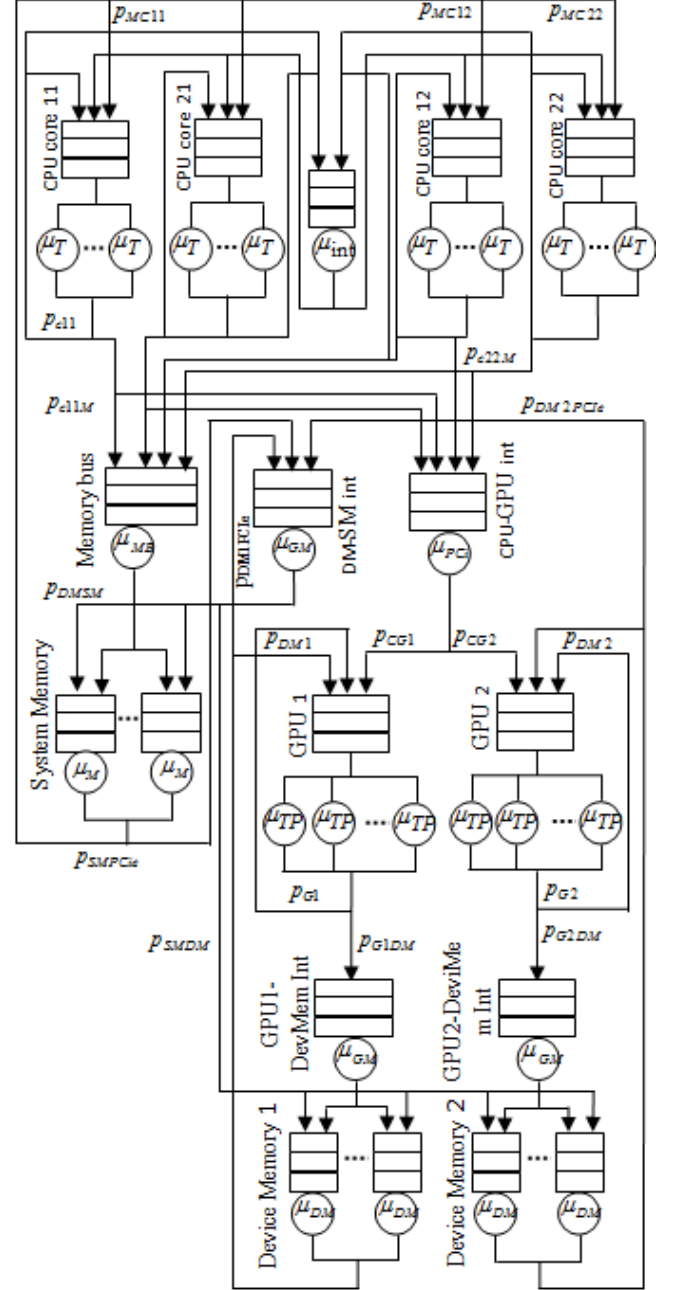 pMC11
pMC12
pMC22
CPU core 11
CPU core 21
CPU core 12
CPU core 22
μT ... μT
μT ... μT
μint
μT ... μT
μT ... μT
pc11
pc22M
pc11M
pDM2PCIe
Memory bus
DM-SM int
CPU-GPU int
μMB
μGM
μPCI
pDM1PCIe
pDMSM
pDM1
pCG1
pCG2
pDM2
System Memory
...
GPU 1
GPU 2
μM
μM
μTP μTP ... μTP
μTP μTP ... μTP
pSMPCIe
pG1
pG2
pSMDM
pG1DM
pG2DM
GPU1-
DevMem Int
GPU2-DeviMe
m Int
μGM
μGM
Device Memory 1
...
Device Memory 2
...
μDM
μDM
μDM
μDM